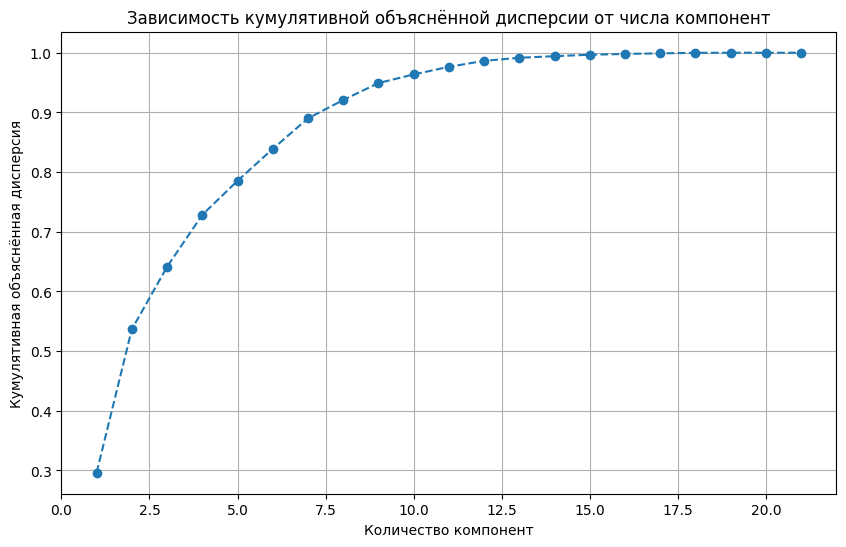 Зависимость кумулятивной объяснённой дисперсии от числа компонент
Кумулятивная объяснённая дисперсия
1.0
0.9
0.8
0.7
0.6
0.5
0.4
0.3
0.0 2.5 5.0 7.5 10.0 12.5 15.0 17.5 20.0
Количество компонент